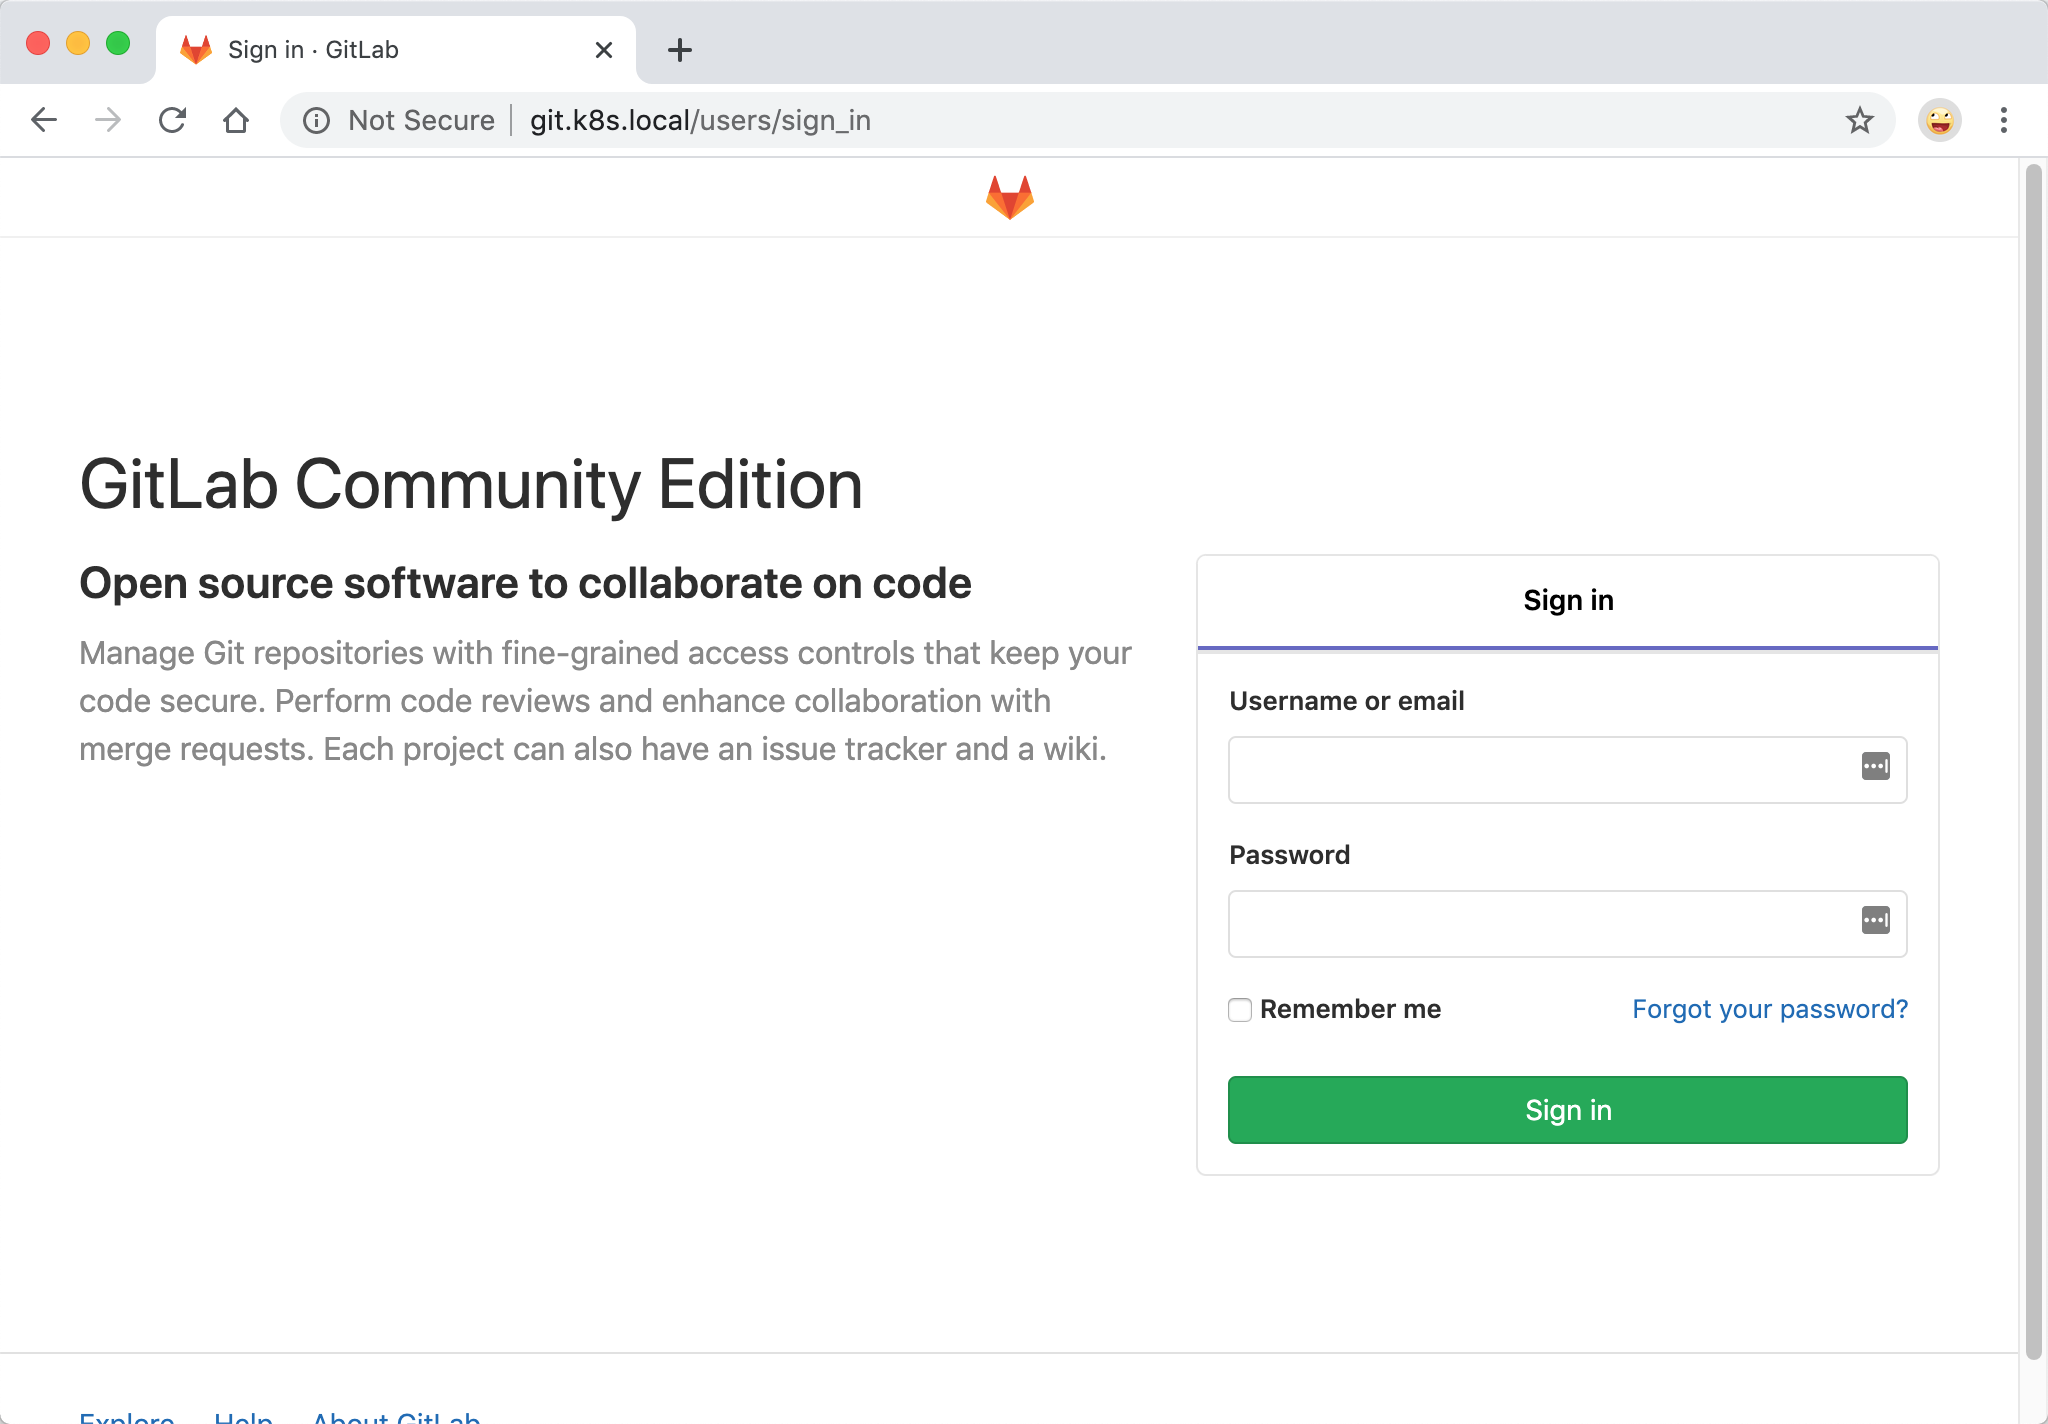 Sign in · GitLab
Not Secure git.k8s.local/users/sign_in
GitLab Community Edition
Open source software to collaborate on code
Manage Git repositories with fine-grained access controls that keep your
code secure. Perform code reviews and enhance collaboration with
merge requests. Each project can also have an issue tracker and a wiki.
Sign in
Username or email
Password
Remember me Forgot your password?
Sign in
Explore Help About GitLab